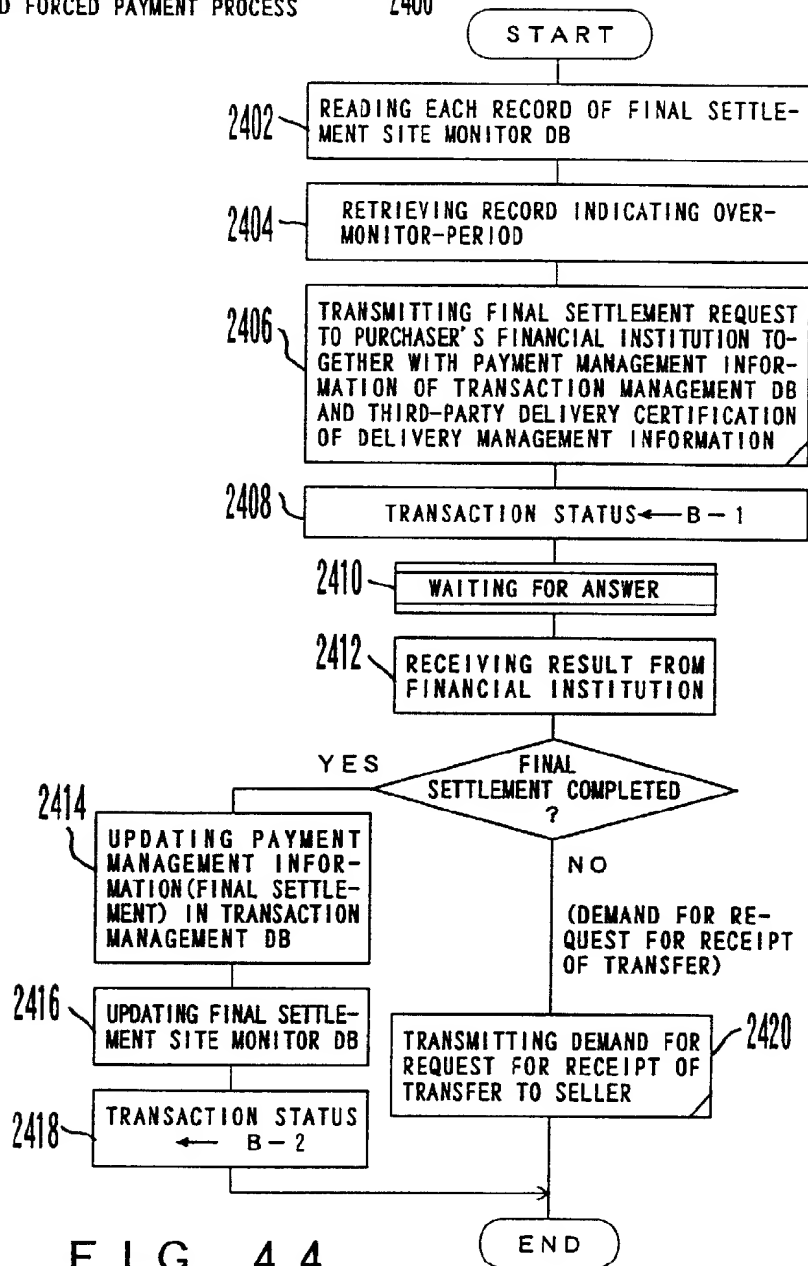 D FORCED PAYMENT PROCESS 2400
START
2402
READING EACH RECORD OF FINAL SETTLE-
MENT SITE MONITOR DB
2404
RETRIEVING RECORD INDICATING OVER-
MONITOR-PERIOD
2406
TRANSMITTING FINAL SETTLEMENT REQUEST
TO PURCHASER'S FINANCIAL INSTITUTION TO-
GETHER WITH PAYMENT MANAGEMENT INFOR-
MATION OF TRANSACTION MANAGEMENT DB
AND THIRD-PARTY DELIVERY CERTIFICATION
OF DELIVERY MANAGEMENT INFORMATION
2408
TRANSACTION STATUS←B-1
2410
WAITING FOR ANSWER
2412
RECEIVING RESULT FROM
FINANCIAL INSTITUTION
FINAL
SETTLEMENT COMPLETED
?
YES
2414
UPDATING PAYMENT
MANAGEMENT INFOR-
MATION(FINAL SETTLE-
MENT) IN TRANSACTION
MANAGEMENT DB
NO
(DEMAND FOR RE-
QUEST FOR RECEIPT
OF TRANSFER)
2416
UPDATING FINAL SETTLE-
MENT SITE MONITOR DB
2420
TRANSMITTING DEMAND FOR
REQUEST FOR RECEIPT OF
TRANSFER TO SELLER
2418
TRANSACTION STATUS
← B-2
END
FIG. 44